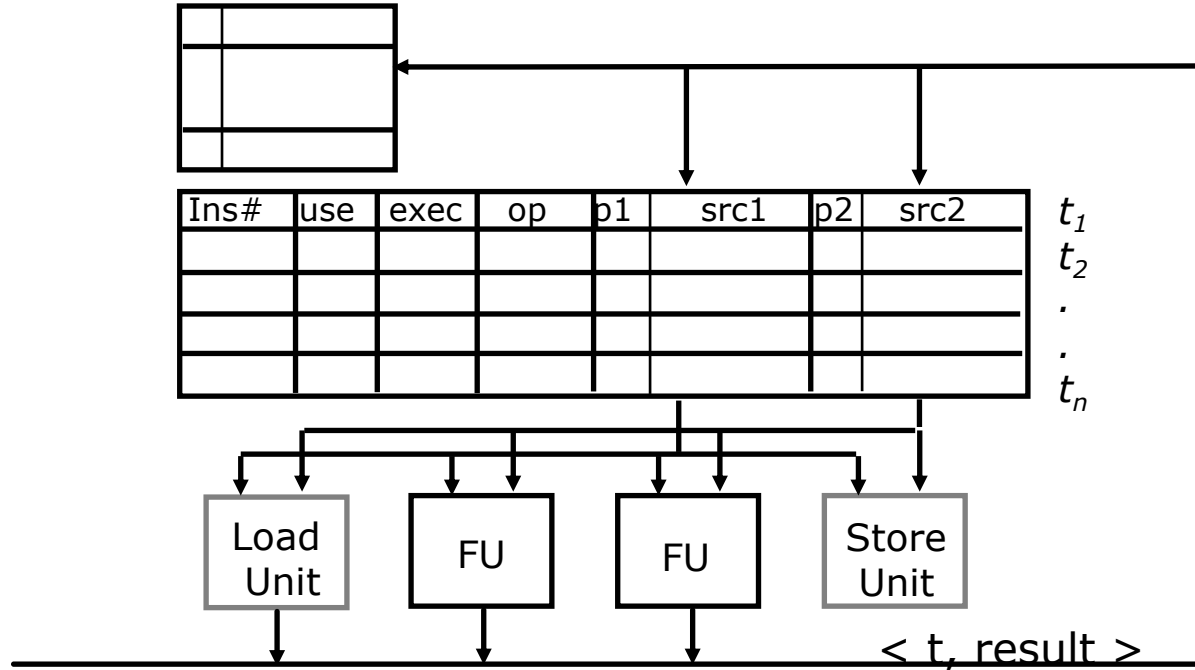 Ins# use exec op p1 src1 p2 src2
t1
t2
.
.
tn
Load Unit
FU
FU
Store Unit
< t, result >